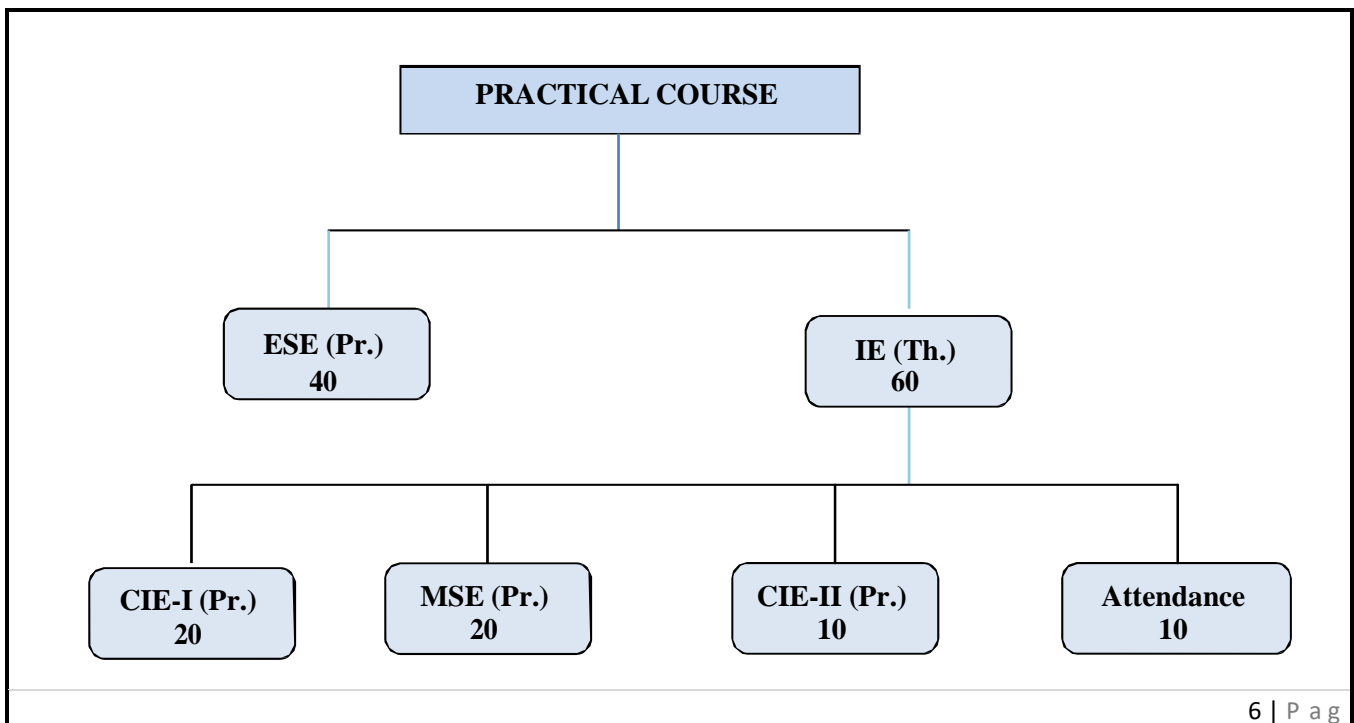 PRACTICAL COURSE
ESE (Pr.)
40
IE (Th.)
60
CIE-I (Pr.)
20
MSE (Pr.)
20
CIE-II (Pr.)
10
Attendance
10
6 | P a g